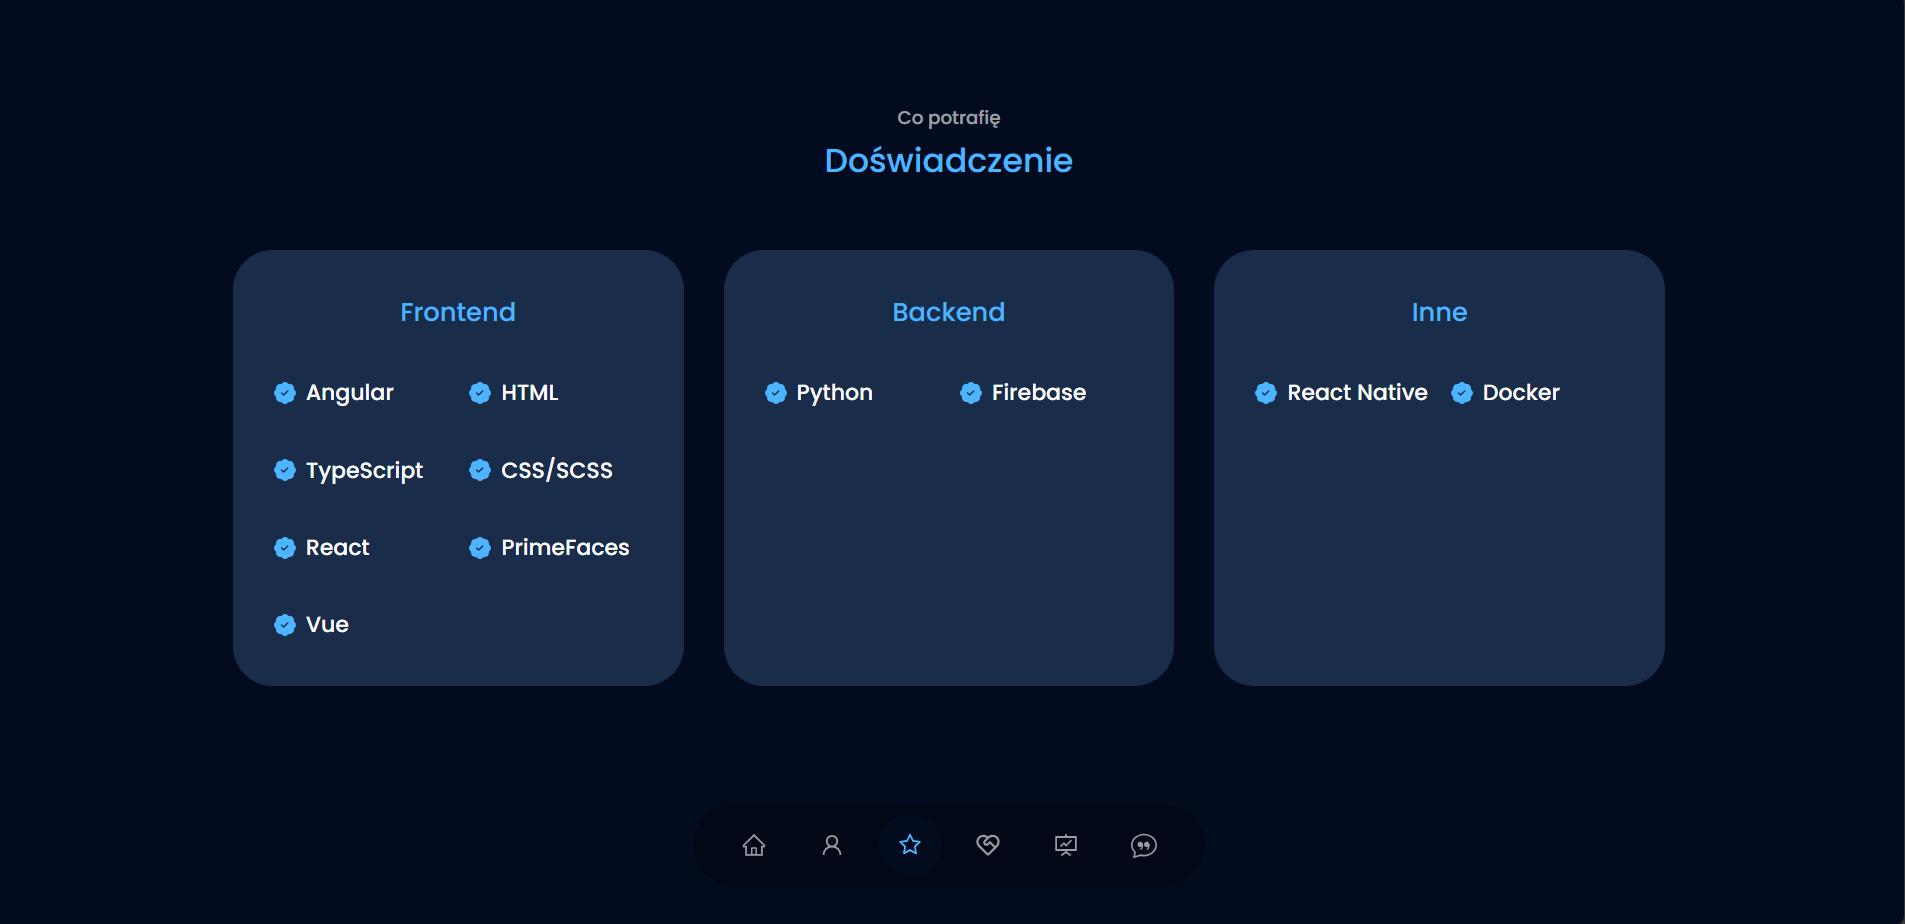 Co potrafię
Doświadczenie
Frontend
Angular
HTML
TypeScript
CSS/SCSS
React
PrimeFaces
Vue
Backend
Python
Firebase
Inne
React Native
Docker